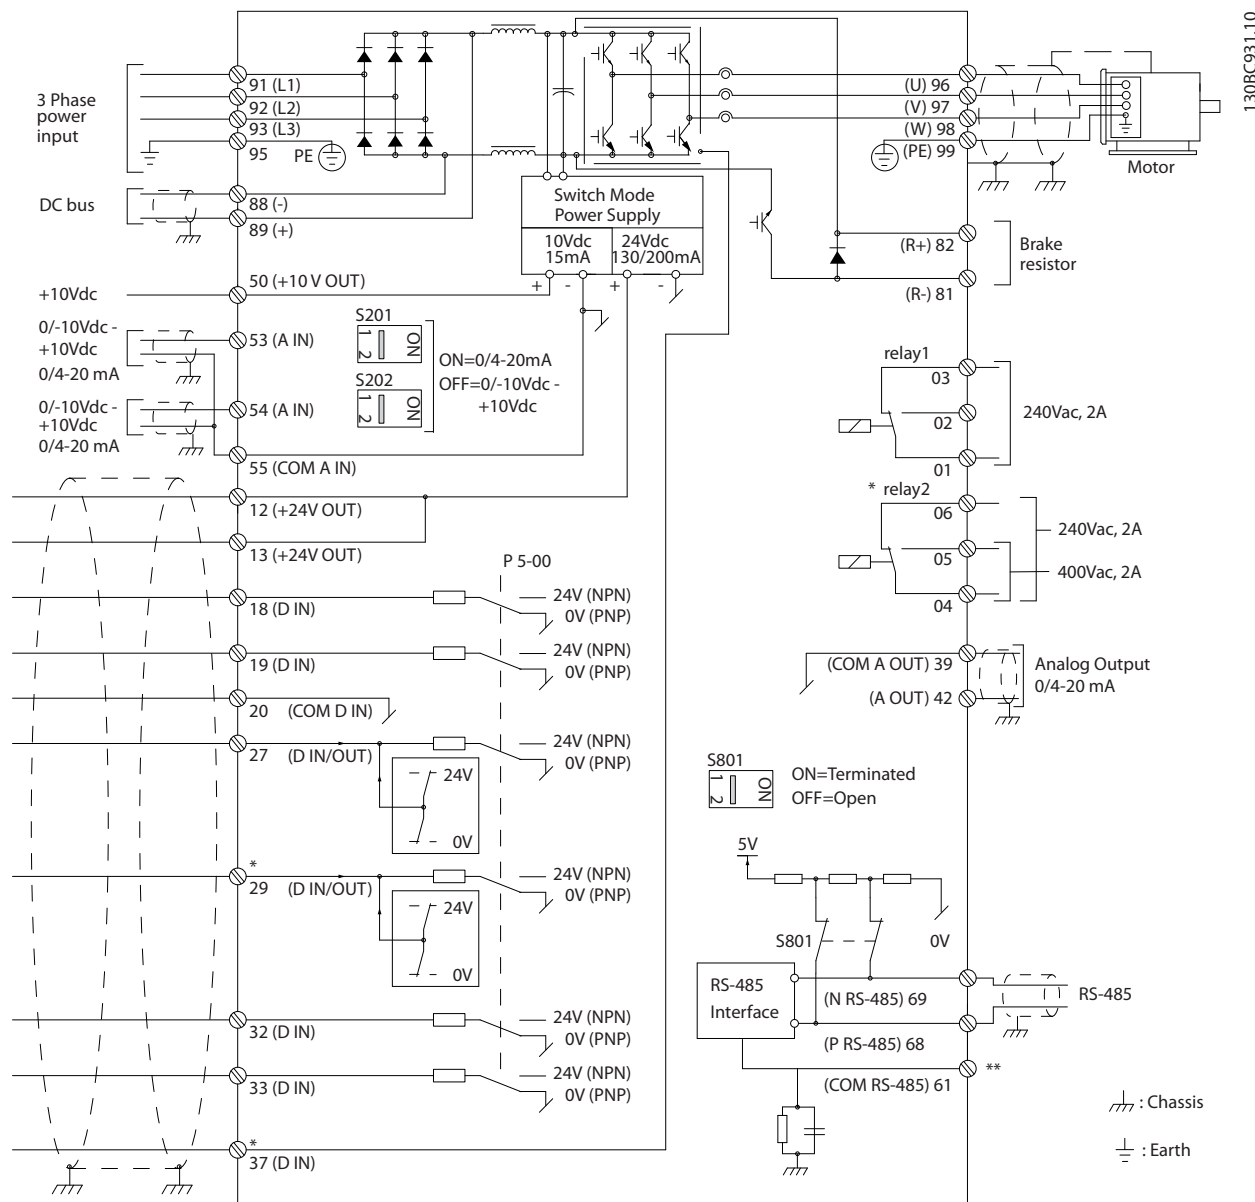 130BC931.10
3 Phase
power
input
91 (L1)
92 (L2)
93 (L3)
95
PE
DC bus
88 (-)
89 (+)
Switch Mode
Power Supply
10Vdc
15mA
24Vdc
130/200mA
+
-
+
-
(U) 96
(V) 97
(W) 98
(PE) 99
Motor
(R+) 82
Brake
resistor
(R-) 81
+10Vdc
50 (+10 V OUT)
0/-10Vdc -
+10Vdc
0/4-20 mA
53 (A IN)
0/-10Vdc -
+10Vdc
0/4-20 mA
54 (A IN)
55 (COM A IN)
S201
1
2
ON
S202
1
2
ON
ON=0/4-20mA
OFF=0/-10Vdc -
+10Vdc
relay1
03
02
01
240Vac, 2A
* relay2
06
05
04
240Vac, 2A
400Vac, 2A
12 (+24V OUT)
13 (+24V OUT)
P 5-00
18 (D IN)
24V (NPN)
0V (PNP)
19 (D IN)
24V (NPN)
0V (PNP)
20 (COM D IN)
27 (D IN/OUT)
24V (NPN)
0V (PNP)
24V
0V
*
29 (D IN/OUT)
24V (NPN)
0V (PNP)
24V
0V
32 (D IN)
24V (NPN)
0V (PNP)
33 (D IN)
24V (NPN)
0V (PNP)
*
37 (D IN)
(COM A OUT) 39
(A OUT) 42
Analog Output
0/4-20 mA
S801
1
2
ON
ON=Terminated
OFF=Open
5V
S801
0V
RS-485
Interface
(N RS-485) 69
(P RS-485) 68
(COM RS-485) 61
RS-485
**
: Chassis
: Earth